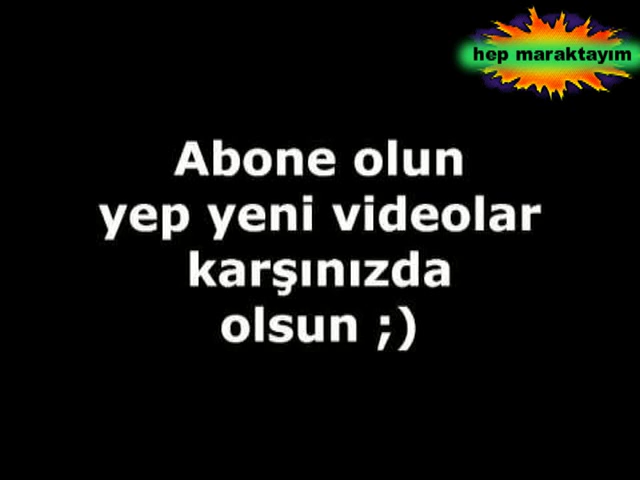 hep maraktayım
Abone olun
yep yeni videolar
karşınızda
olsun ;)